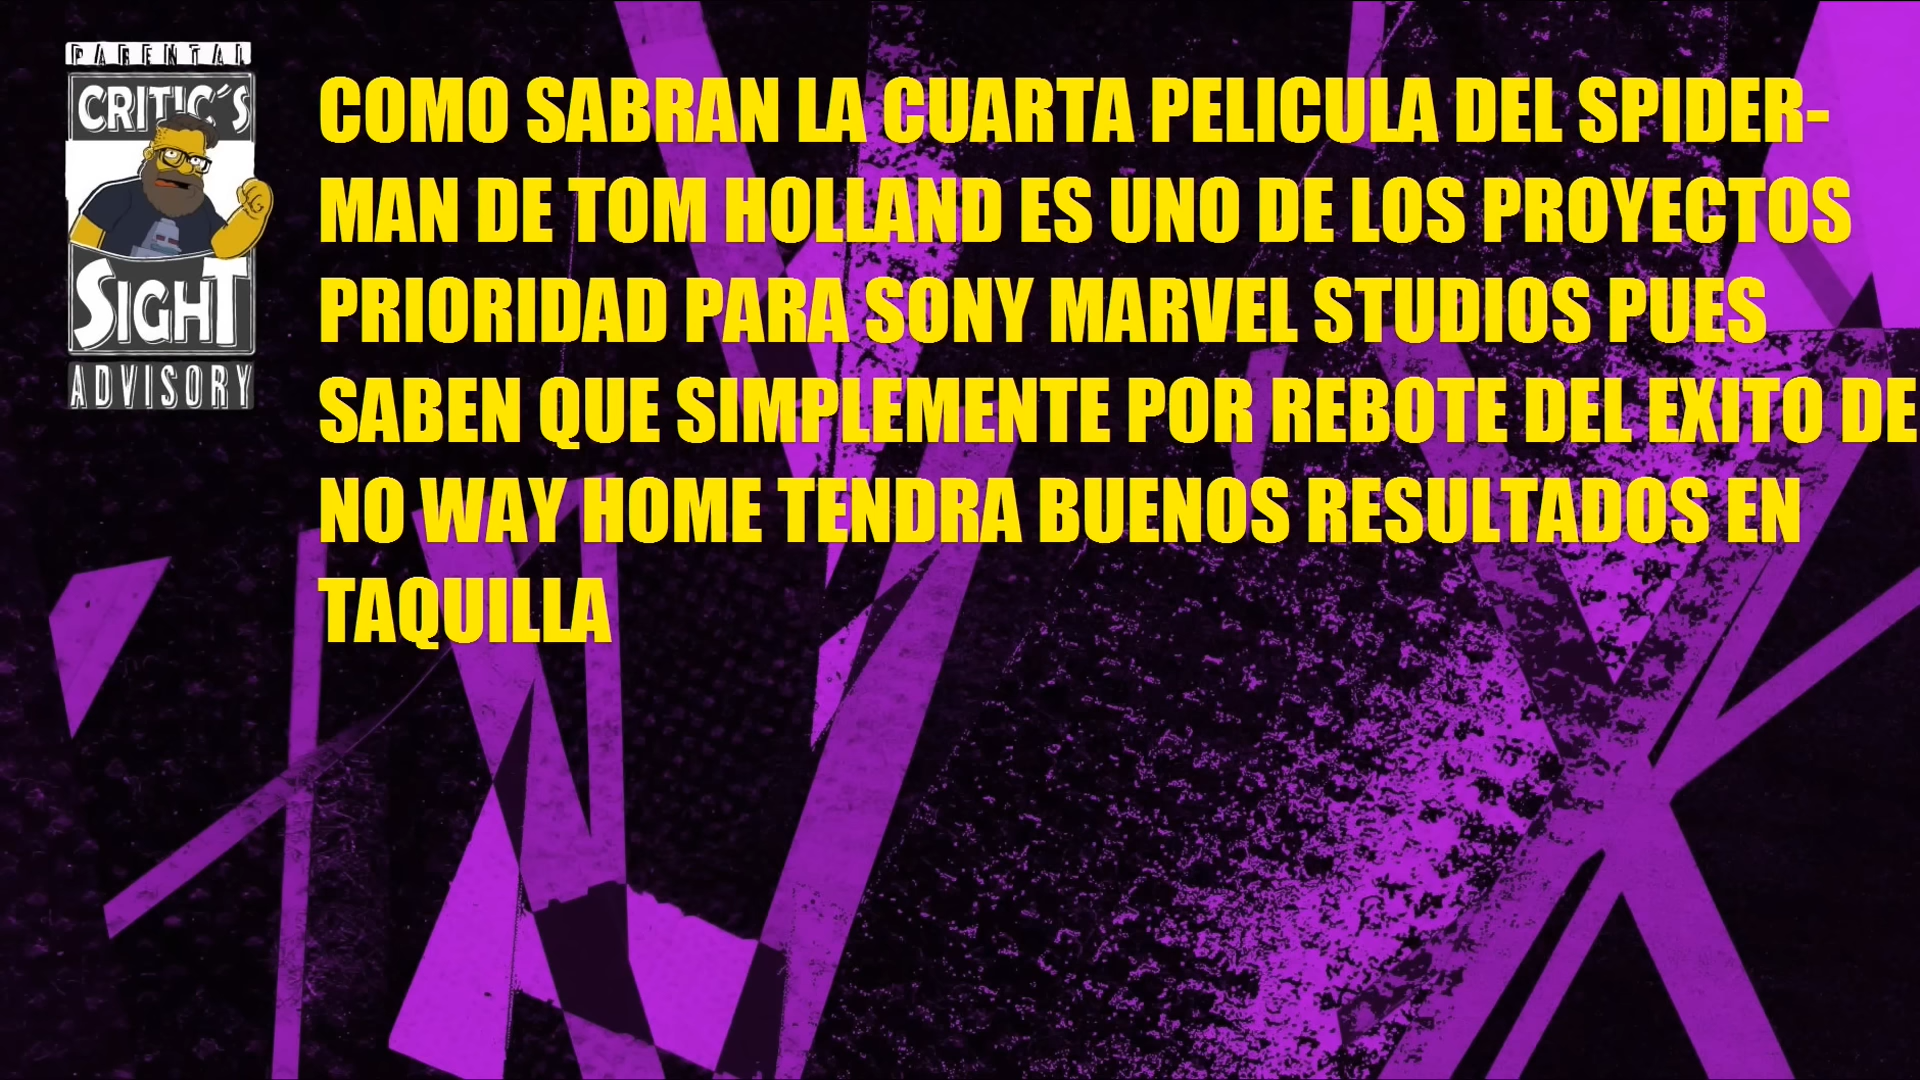 PARENTAL
CRITIC´S
SIGHT
ADVISORY
COMO SABRAN LA CUARTA PELICULA DEL SPIDER-
MAN DE TOM HOLLAND ES UNO DE LOS PROYECTOS
PRIORIDAD PARA SONY MARVEL STUDIOS PUES
SABEN QUE SIMPLEMENTE POR REBOTE DEL EXITO DE
NO WAY HOME TENDRA BUENOS RESULTADOS EN
TAQUILLA